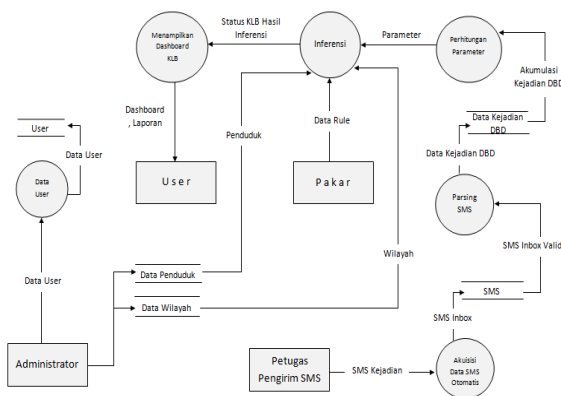 Status KLB Hasil
Inferensi
Menampilkan
Dashboard
KLB
Inferensi
Parameter
Perhitungan
Parameter
Akumulasi
Kejadian DBD
Dashboard
, Laporan
Penduduk
Data Rule
Data Kejadian
DBD
User
Data User
Data Kejadian DBD
Data
User
U s e r
P a k a r
Parsing
SMS
Wilayah
SMS Inbox Valid
Data User
Data Penduduk
SMS
Data Wilayah
SMS Inbox
Administrator
Petugas
Pengirim SMS
SMS Kejadian
Akuisisi
Data SMS
Otomatis